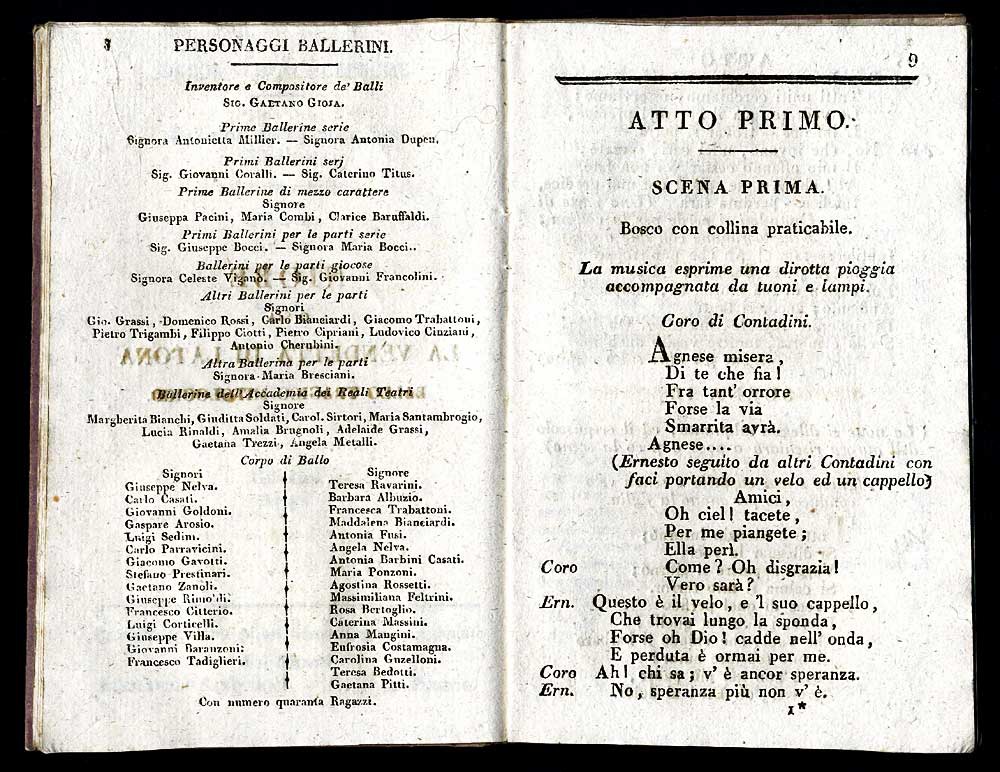 8
PERSONAGGI BALLERINI.
Inventore e Compositore de' Balli
SIG. GAETANO GIOJA.
Prime Ballerine serie
Signora Antonietta Millier. — Signora Antonia Dupen.
Primi Ballerini serj
Sig. Giovanni Coralli. — Sig. Caterino Titus.
Prime Ballerine di mezzo carattere
Signore
Giuseppa Pacini, Maria Combi, Clarice Baruffaldi.
Primi Ballerini per le parti serie
Sig. Giuseppe Bocci. — Signora Maria Bocci..
Ballerini per le parti giocose
Signora Celeste Viganò. — Sig. Giovanni Francolini.
Altri Ballerini per le parti
Signori
Gio. Grassi, Domenico Rossi, Carlo Bianciardi, Giacomo Trabattoni,
Pietro Trigambi, Filippo Ciotti, Pietro Cipriani, Ludovico Cinziani,
Antonio Cherubini.
Altra Ballerina per le parti
Signora Maria Bresciani.
Ballerine dell'Accademia dei Reali Teatri
Signore
Margherita Bianchi, Giuditta Soldati, Carol. Sirtori, Maria Santambrogio,
Lucia Rinaldi, Amalia Brugnoli, Adelaide Grassi,
Gaetana Trezzi, Angela Metalli.
Corpo di Ballo
Signori
Giuseppe Nelva.
Carlo Casati.
Giovanni Goldoni.
Gaspare Arosio.
Luigi Sedini.
Carlo Parravicini.
Giacomo Gavotti.
Stefano Prestinari.
Gaetano Zanoli.
Giuseppe Rimoldi.
Francesco Citterio.
Luigi Corticelli.
Giuseppe Villa.
Giovanni Baranzoni.
Francesco Tadiglieri.
Signore
Teresa Ravarini.
Barbara Albuzio.
Francesca Trabattoni.
Maddalena Bianciardi.
Antonia Fusi.
Angela Nelva.
Antonia Barbini Casati.
Maria Ponzoni.
Agostina Rossetti.
Massimiliana Feltrini.
Rosa Bertoglio.
Caterina Massini.
Anna Mangini.
Eufrosia Costamagna.
Carolina Guzelloni.
Teresa Bedotti.
Gaetana Pitti.
Con numero quaranta Ragazzi.
9
ATTO PRIMO.
SCENA PRIMA.
Bosco con collina praticabile.
La musica esprime una dirotta pioggia
accompagnata da tuoni e lampi.
Coro di Contadini.
Agnese misera,
Di te che fia!
Fra tant' orrore
Forse la via
Smarrita avrà.
Agnese....
(Ernesto seguito da altri Contadini con
faci portando un velo ed un cappello)
Amici,
Oh ciel! tacete,
Per me piangete;
Ella perì.
Coro Come? Oh disgrazia!
Vero sarà?
Ern. Questo è il velo, e 'l suo cappello,
Che trovai lungo la sponda,
Forse oh Dio! cadde nell' onda,
E perduta è ormai per me.
Coro Ah! chi sa; v' è ancor speranza.
Ern. No, speranza più non v' è.
1*